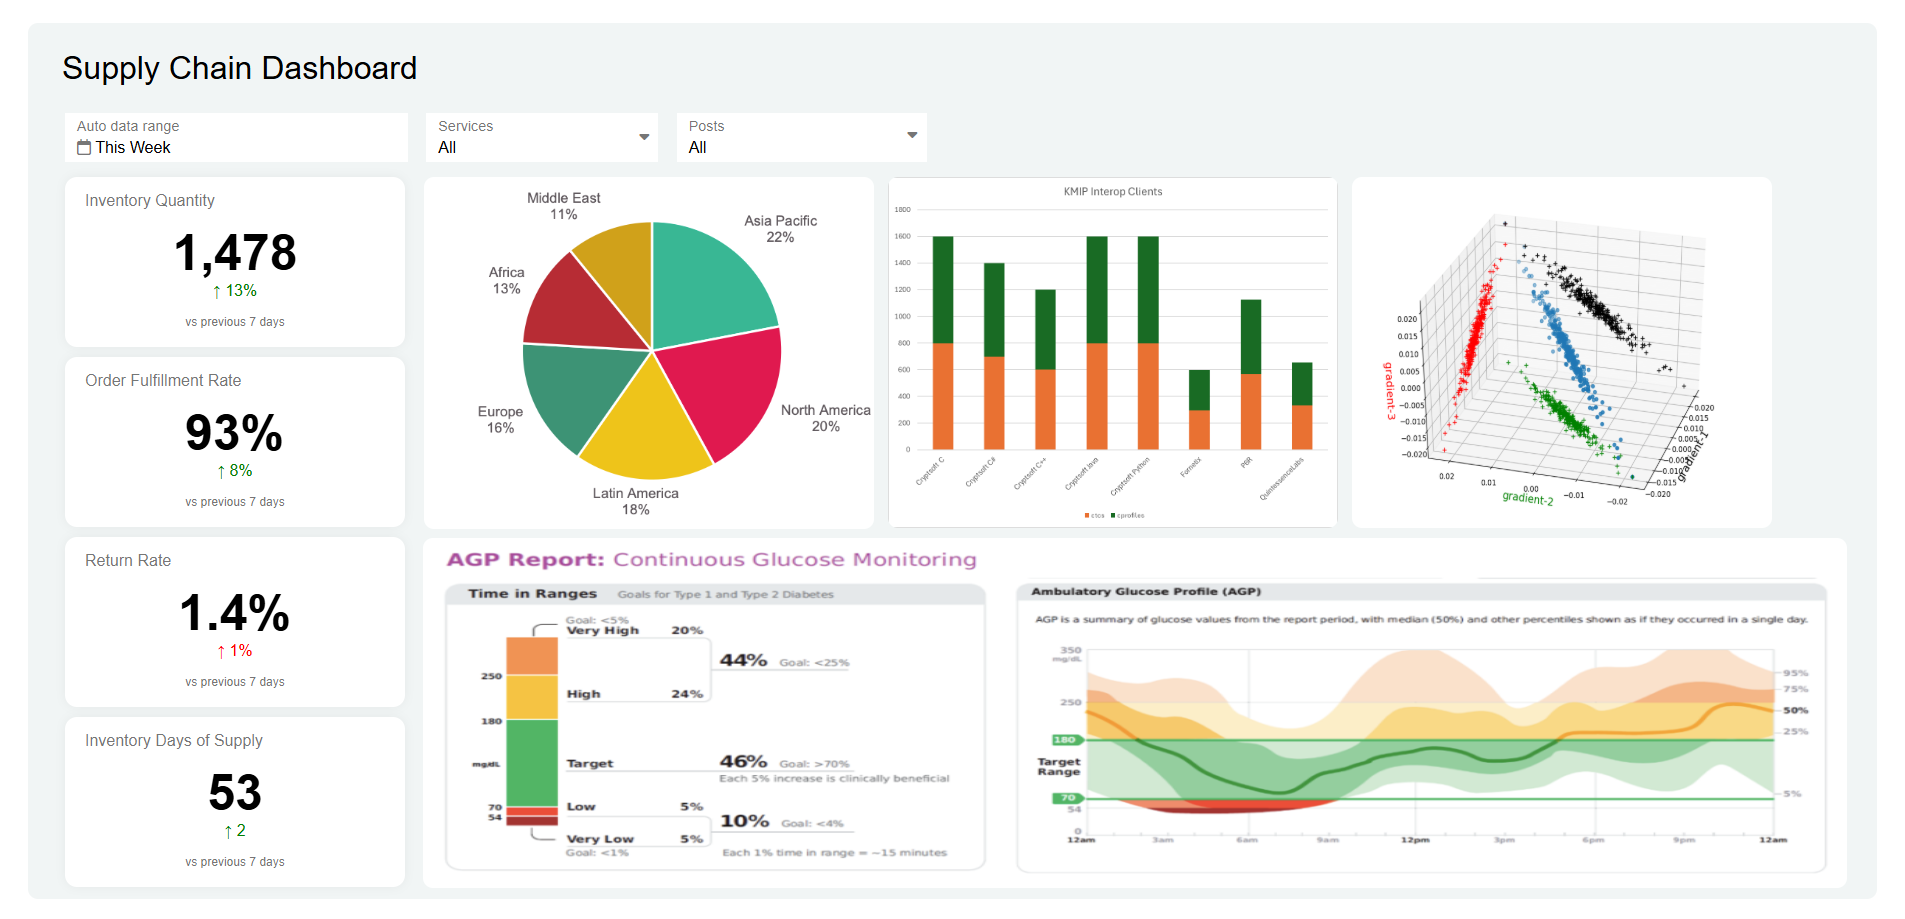 Supply Chain Dashboard
Auto data range
This Week
Services
All
Posts
All
Inventory Quantity
1,478
↑ 13%
vs previous 7 days
Order Fulfillment Rate
93%
↑ 8%
vs previous 7 days
Return Rate
1.4%
↑ 1%
vs previous 7 days
Inventory Days of Supply
53
↑ 2
vs previous 7 days
Middle East
11%
Asia Pacific
22%
Africa
13%
North America
20%
Europe
16%
Latin America
18%
KMIP Interop Clients
1800
1600
1400
1200
1000
800
600
400
200
0
Cryptsoft C
Cryptsoft C#
Cryptsoft C++
Cryptsoft Java
Cryptsoft Python
Fornetix
P6R
QuintessenceLabs
ctcs
cprofiles
0.020
0.015
0.010
0.005
0.000
−0.005
−0.010
−0.015
−0.020
gradient-3
0.02
0.01
0.00
−0.01
−0.02
gradient-2
0.020
0.015
0.010
0.005
0.000
−0.005
−0.010
−0.015
−0.020
gradient-1
AGP Report: Continuous Glucose Monitoring
Time in Ranges Goals for Type 1 and Type 2 Diabetes
Goal: <5%
Very High 20%
44% Goal: <25%
250
High 24%
180
mg/dL
Target 46% Goal: >70%
Each 5% increase is clinically beneficial
70
Low 5%
54
10% Goal: <4%
Very Low 5%
Goal: <1%
Each 1% time in range = ~15 minutes
Ambulatory Glucose Profile (AGP)
AGP is a summary of glucose values from the report period, with median (50%) and other percentiles shown as if they occurred in a single day.
350
mg/dL
250
180
Target
Range
70
54
0
95%
75%
50%
25%
5%
12am 3am 6am 9am 12pm 3pm 6pm 9pm 12am